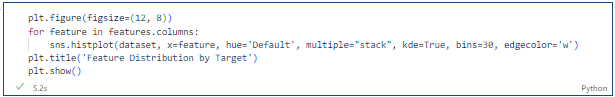 plt.figure(figsize=(12, 8))
for feature in features.columns:
    sns.histplot(dataset, x=feature, hue='Default', multiple="stack", kde=True, bins=30, edgecolor='w')
plt.title('Feature Distribution by Target')
plt.show()
✓ 5.2s Python